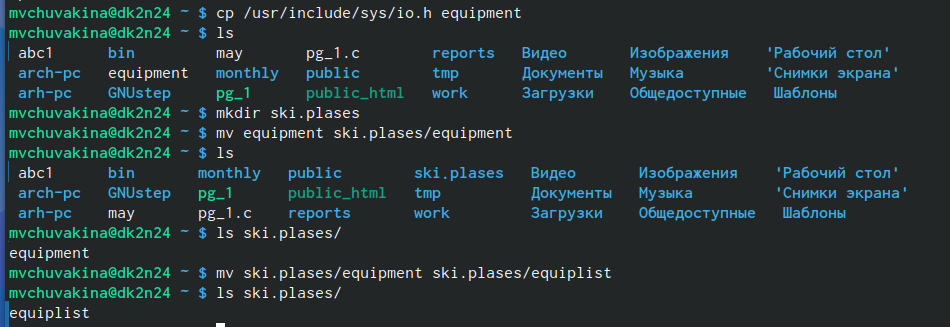 mvchuvakina@dk2n24 ~ $ cp /usr/include/sys/io.h equipment
mvchuvakina@dk2n24 ~ $ ls
abc1 bin may pg_1.c reports Видео Изображения 'Рабочий стол'
arch-pc equipment monthly public tmp Документы Музыка 'Снимки экрана'
arh-pc GNUstep pg_1 public_html work Загрузки Общедоступные Шаблоны
mvchuvakina@dk2n24 ~ $ mkdir ski.plases
mvchuvakina@dk2n24 ~ $ mv equipment ski.plases/equipment
mvchuvakina@dk2n24 ~ $ ls
abc1 bin monthly public ski.plases Видео Изображения 'Рабочий стол'
arch-pc GNUstep pg_1 public_html tmp Документы Музыка 'Снимки экрана'
arh-pc may pg_1.c reports work Загрузки Общедоступные Шаблоны
mvchuvakina@dk2n24 ~ $ ls ski.plases/
equipment
mvchuvakina@dk2n24 ~ $ mv ski.plases/equipment ski.plases/equiplist
mvchuvakina@dk2n24 ~ $ ls ski.plases/
equiplist